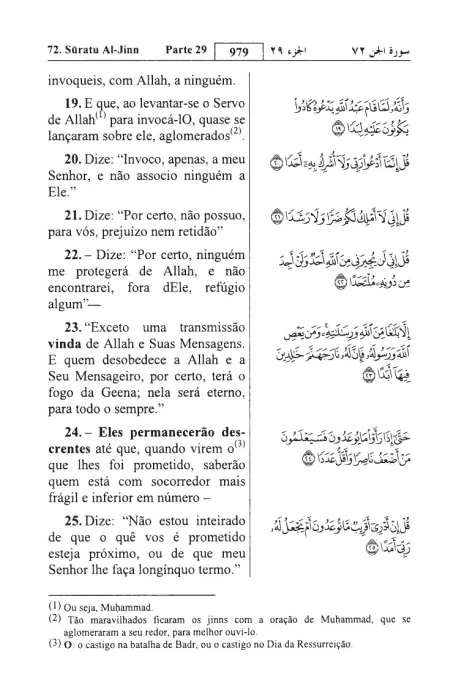 72. Sūratu Al-Jinn Parte 29 979 الجزء ٢٩ سورة الجن ٧٢
invoqueis, com Allah, a ninguém.
19. E que, ao levantar-se o Servo
de Allah(1) para invocá-lO, quase se
lançaram sobre ele, aglomerados(2).
20. Dize: “Invoco, apenas, a meu
Senhor, e não associo ninguém a
Ele.”
21. Dize: “Por certo, não possuo,
para vós, prejuízo nem retidão”
22. – Dize: “Por certo, ninguém
me protegerá de Allah, e não
encontrarei, fora dEle, refúgio
algum”—
23. “Exceto uma transmissão
vinda de Allah e Suas Mensagens.
E quem desobedece a Allah e a
Seu Mensageiro, por certo, terá o
fogo da Geena; nela será eterno,
para todo o sempre.”
24. – Eles permanecerão des-
crentes até que, quando virem o(3)
que lhes foi prometido, saberão
quem está com socorredor mais
frágil e inferior em número –
25. Dize: “Não estou inteirado
de que o quê vos é prometido
esteja próximo, ou de que meu
Senhor lhe faça longínquo termo.”
وَأَنَّهُ لَمَّا قَامَ عَبْدُ اللَّهِ يَدْعُوهُ كَادُوا
يَكُونُونَ عَلَيْهِ لِبَدًا ١٩
قُلْ إِنَّمَا أَدْعُو رَبِّي وَلَا أُشْرِكُ بِهِ أَحَدًا ٢٠
قُلْ إِنِّي لَا أَمْلِكُ لَكُمْ ضَرًّا وَلَا رَشَدًا ٢١
قُلْ إِنِّي لَن يُجِيرَنِي مِنَ اللَّهِ أَحَدٌ وَلَنْ أَجِدَ
مِن دُونِهِ مُلْتَحَدًا ٢٢
إِلَّا بَلَاغًا مِّنَ اللَّهِ وَرِسَالَاتِهِ وَمَن يَعْصِ
اللَّهَ وَرَسُولَهُ فَإِنَّ لَهُ نَارَ جَهَنَّمَ خَالِدِينَ
فِيهَا أَبَدًا ٢٣
حَتَّى إِذَا رَأَوْا مَا يُوعَدُونَ فَسَيَعْلَمُونَ
مَنْ أَضْعَفُ نَاصِرًا وَأَقَلُّ عَدَدًا ٢٤
قُلْ إِنْ أَدْرِي أَقَرِيبٌ مَّا تُوعَدُونَ أَمْ يَجْعَلُ لَهُ
رَبِّي أَمَدًا ٢٥
(1) Ou seja, Muḥammad.
(2) Tão maravilhados ficaram os jinns com a oração de Muḥammad, que se
aglomeraram a seu redor, para melhor ouvi-lo.
(3) O: o castigo na batalha de Badr, ou o castigo no Dia da Ressurreição.